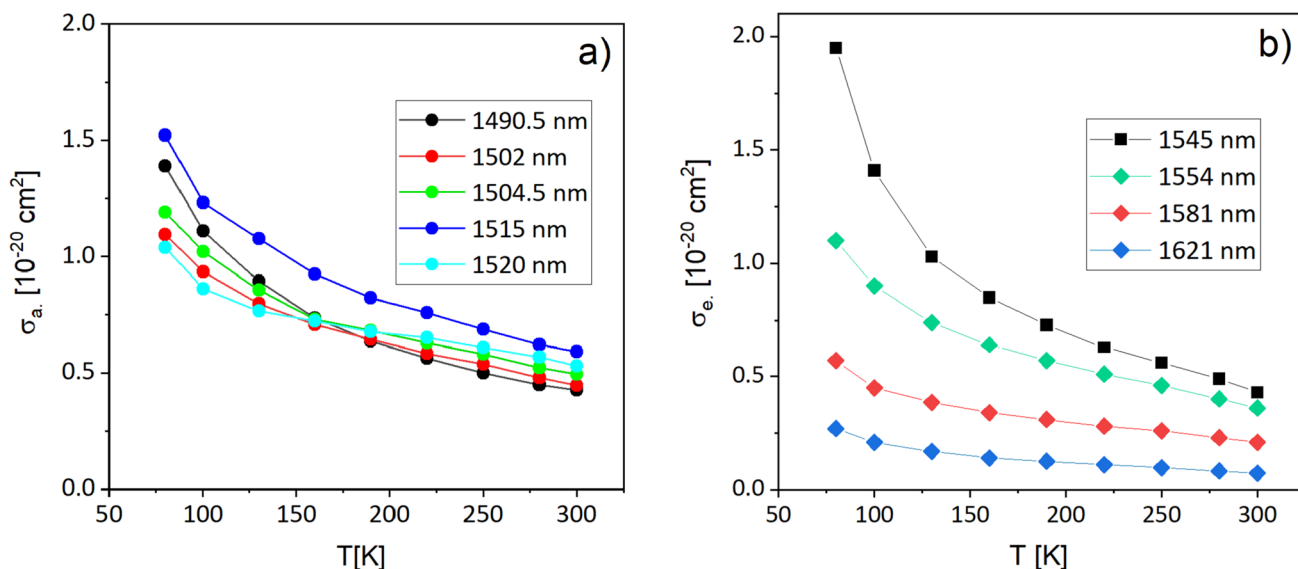 a)
2.0
1.5
1.0
0.5
0.0
σa. [10-20 cm2]
1490.5 nm
1502 nm
1504.5 nm
1515 nm
1520 nm
50 100 150 200 250 300
T[K]
b)
2.0
1.5
1.0
0.5
0.0
σe. [10-20 cm2]
1545 nm
1554 nm
1581 nm
1621 nm
50 100 150 200 250 300
T [K]